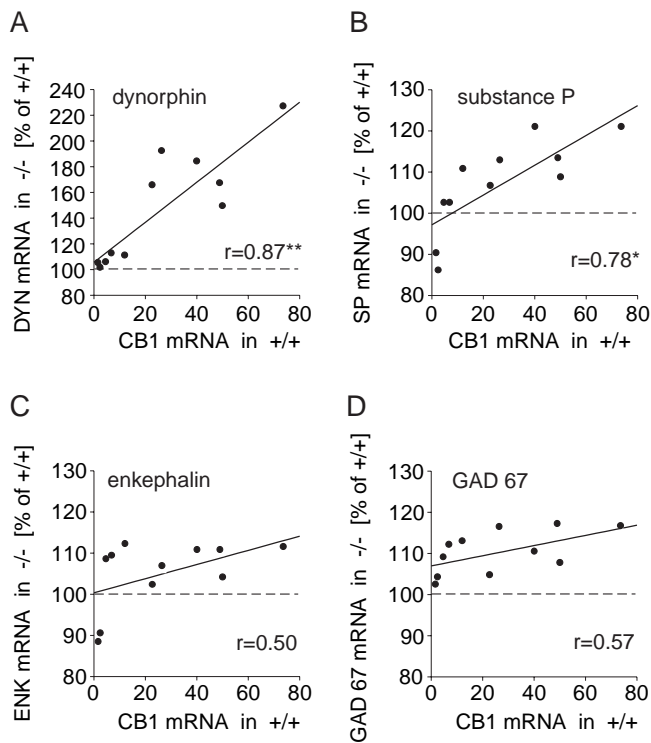 A
DYN mRNA in -/- [% of +/+]
240
220
200
180
160
140
120
100
80
dynorphin
r=0.87**
0 20 40 60 80
CB1 mRNA in +/+
B
SP mRNA in -/- [% of +/+]
130
120
110
100
90
80
substance P
r=0.78*
0 20 40 60 80
CB1 mRNA in +/+
C
ENK mRNA in -/- [% of +/+]
130
120
110
100
90
80
enkephalin
r=0.50
0 20 40 60 80
CB1 mRNA in +/+
D
GAD 67 mRNA in -/- [% of +/+]
130
120
110
100
90
80
GAD 67
r=0.57
0 20 40 60 80
CB1 mRNA in +/+